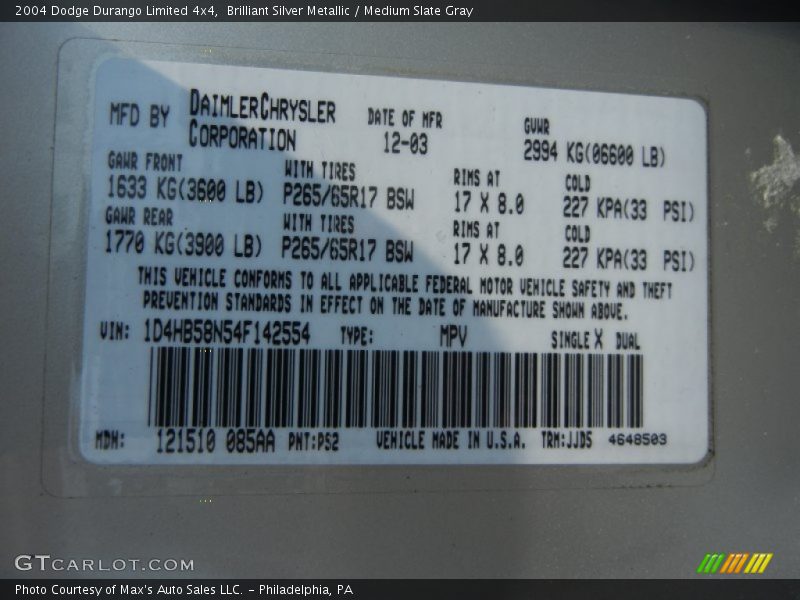 2004 Dodge Durango Limited 4x4,  Brilliant Silver Metallic / Medium Slate Gray
MFD BY DAIMLERCHRYSLER CORPORATION DATE OF MFR 12-03 GVWR 2994 KG(06600 LB)
GAWR FRONT WITH TIRES RIMS AT COLD
1633 KG(3600 LB) P265/65R17 BSW 17 X 8.0 227 KPA(33 PSI)
GAWR REAR WITH TIRES RIMS AT COLD
1770 KG(3900 LB) P265/65R17 BSW 17 X 8.0 227 KPA(33 PSI)
THIS VEHICLE CONFORMS TO ALL APPLICABLE FEDERAL MOTOR VEHICLE SAFETY AND THEFT
PREVENTION STANDARDS IN EFFECT ON THE DATE OF MANUFACTURE SHOWN ABOVE.
VIN: 1D4HB58N54F142554 TYPE: MPV SINGLE X DUAL
MDH: 121510 085AA PNT:PS2 VEHICLE MADE IN U.S.A. TRM:JJD5 4648503
GTCARLOT.COM
Photo Courtesy of Max's Auto Sales LLC. – Philadelphia, PA